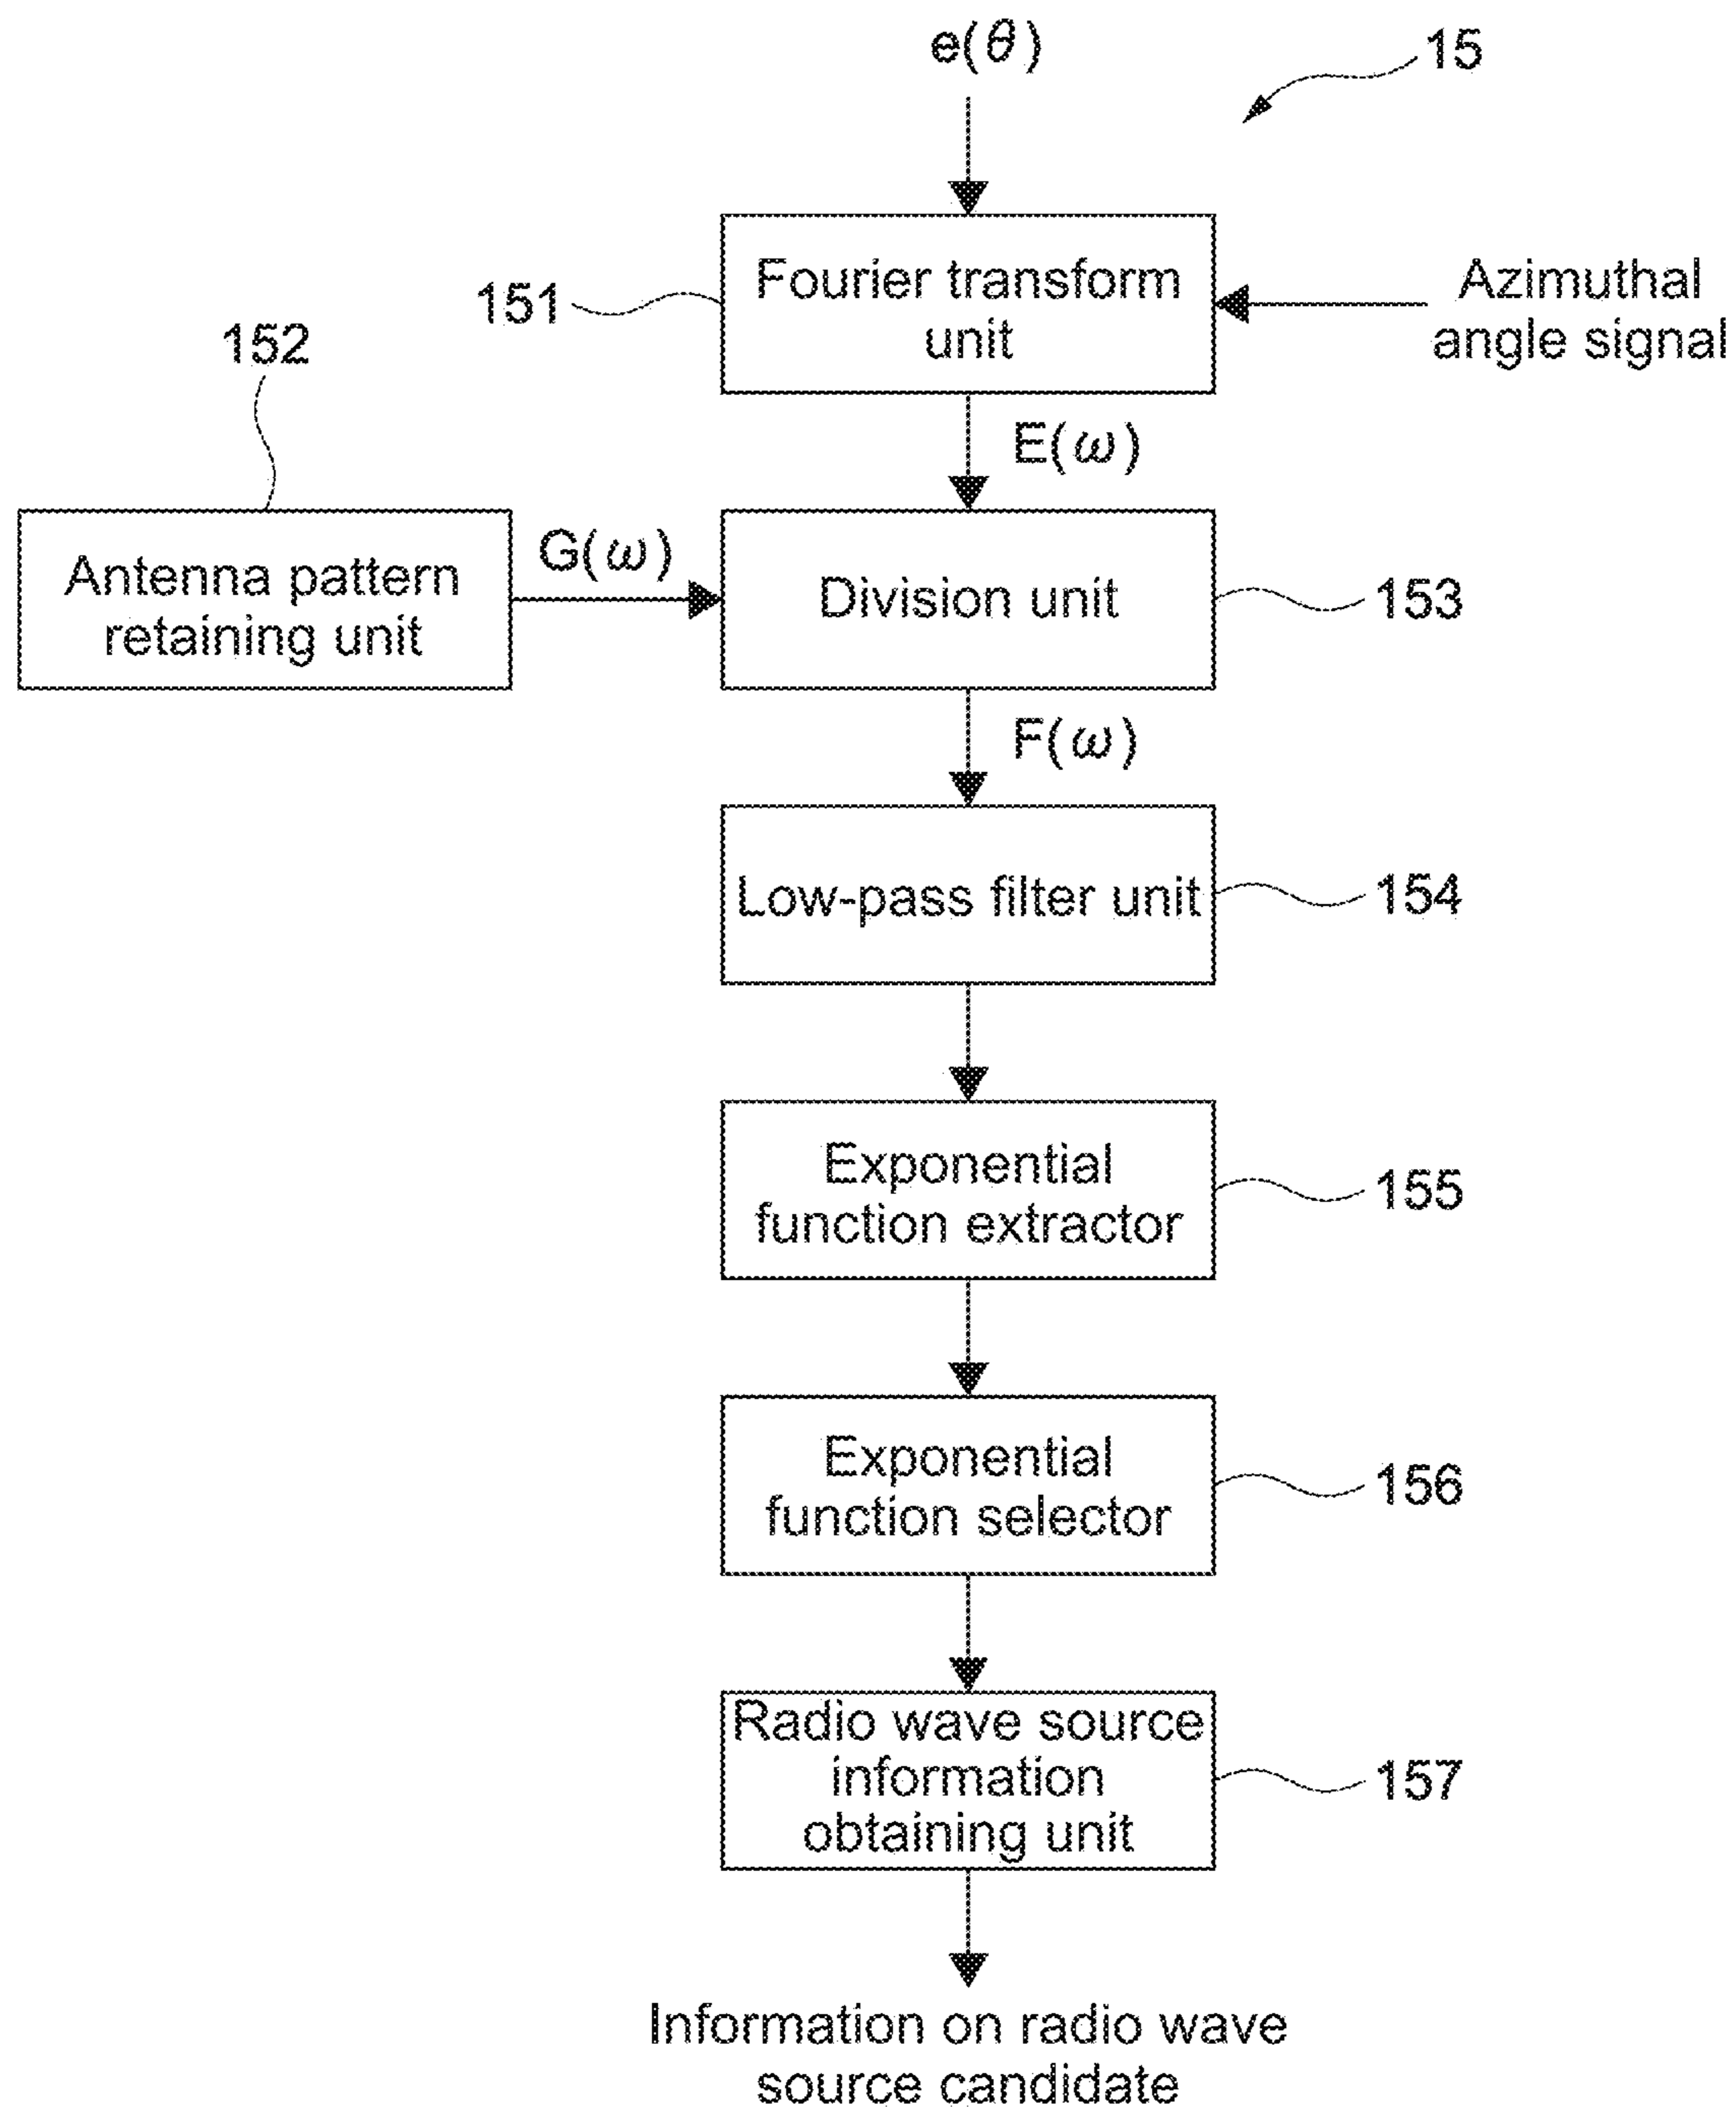 e(θ)
15
Fourier transform
unit
151
Azimuthal
angle signal
152
E(ω)
Antenna pattern
retaining unit
G(ω)
Division unit
153
F(ω)
Low-pass filter unit
154
Exponential
function extractor
155
Exponential
function selector
156
Radio wave source
information
obtaining unit
157
Information on radio wave
source candidate